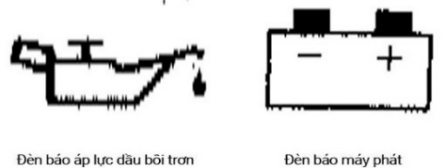 Đèn báo áp lực dầu bôi trơn
Đèn báo máy phát